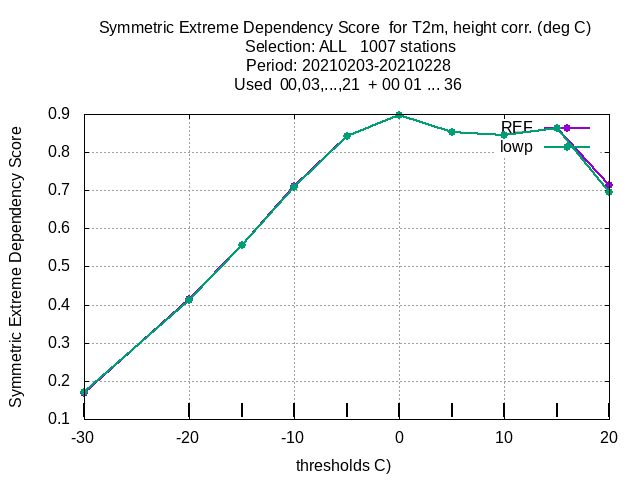 Symmetric Extreme Dependency Score  for T2m, height corr. (deg C)
Selection: ALL   1007 stations
Period: 20210203-20210228
Used  00,03,...,21  + 00 01 ... 36
Symmetric Extreme Dependency Score
0.9
0.8
0.7
0.6
0.5
0.4
0.3
0.2
0.1
REF
lowp
-30 -20 -10 0 10 20
thresholds C)